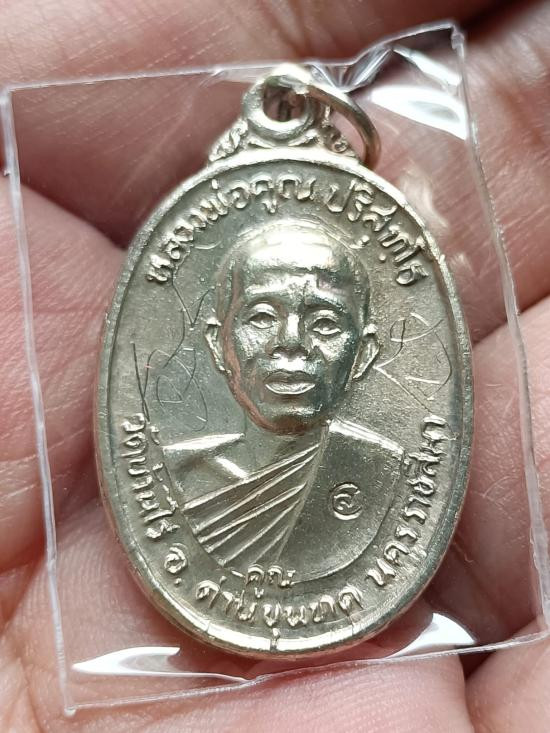 หลวงพ่อคูณ ปริสุทฺโธ
คูณ
วัดบ้านไร่ อ. ด่านขุนทด นครราชสีมา